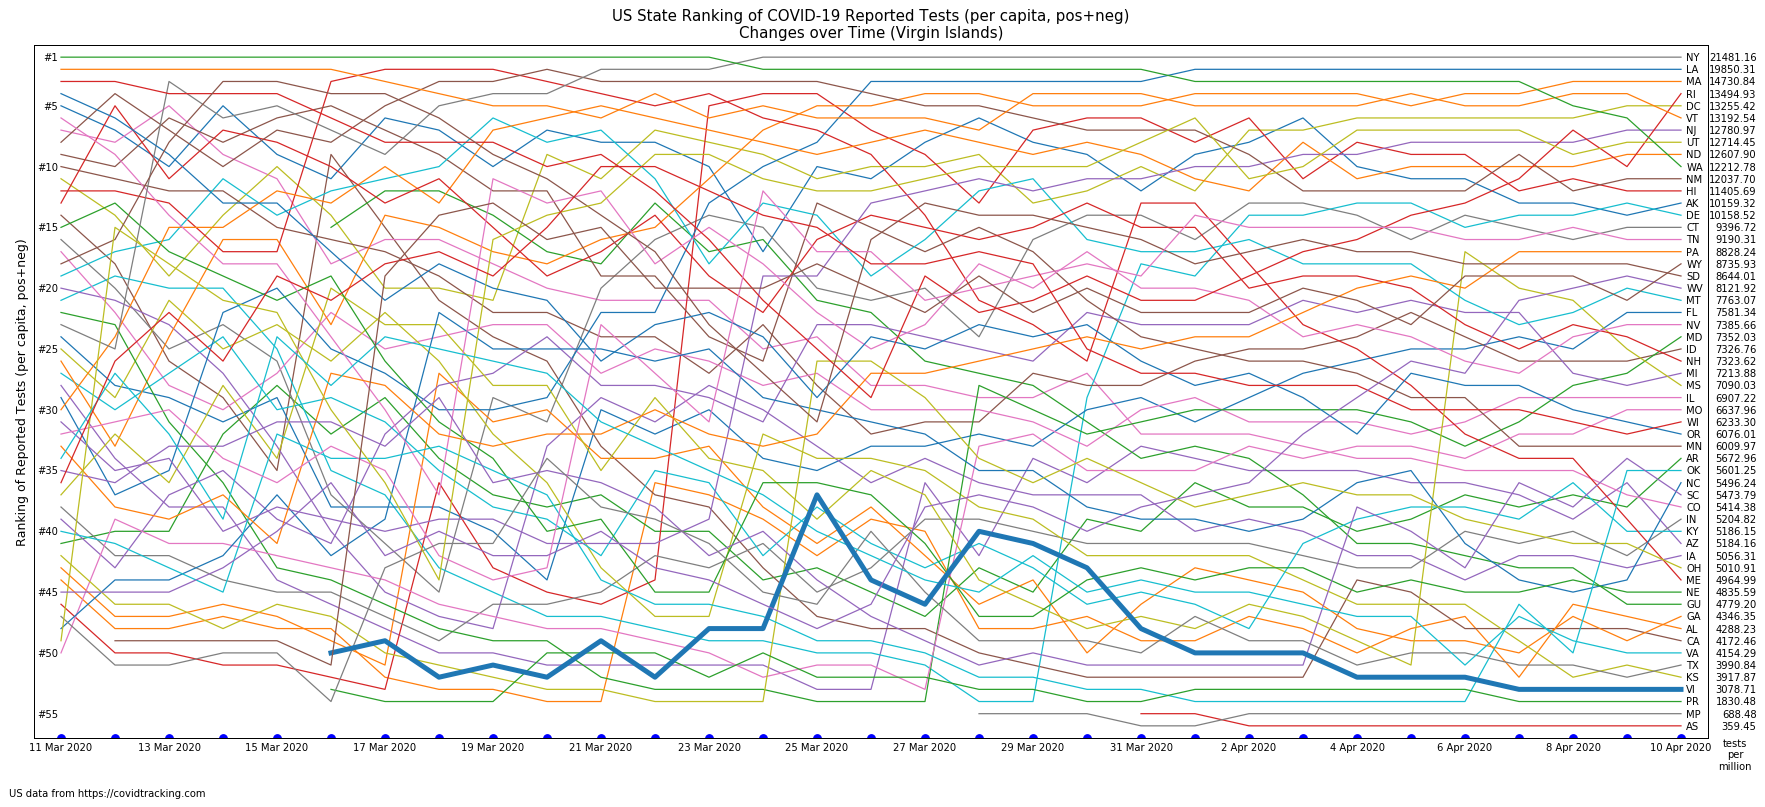 US State Ranking of COVID-19 Reported Tests (per capita, pos+neg)
Changes over Time (Virgin Islands)
Ranking of Reported Tests (per capita, pos+neg)
#1
#5
#10
#15
#20
#25
#30
#35
#40
#45
#50
#55
NY 21481.16
LA 19850.31
MA 14730.84
RI 13494.93
DC 13255.42
VT 13192.54
NJ 12780.97
UT 12714.45
ND 12607.90
WA 12212.78
NM 12037.70
HI 11405.69
AK 10159.32
DE 10158.52
CT 9396.72
TN 9190.31
PA 8828.24
WY 8735.93
SD 8644.01
WV 8121.92
MT 7763.07
FL 7581.34
NV 7385.66
MD 7352.03
ID 7326.76
NH 7323.62
MI 7213.88
MS 7090.03
IL 6907.22
MO 6637.96
WI 6233.30
OR 6076.01
MN 6009.97
AR 5672.96
OK 5601.25
NC 5496.24
SC 5473.79
CO 5414.38
IN 5204.82
KY 5186.15
AZ 5184.16
IA 5056.31
OH 5010.91
ME 4964.99
NE 4835.59
GU 4779.20
GA 4346.35
AL 4288.23
CA 4172.46
VA 4154.29
TX 3990.84
KS 3917.87
VI 3078.71
PR 1830.48
MP 688.48
AS 359.45
11 Mar 2020 13 Mar 2020 15 Mar 2020 17 Mar 2020 19 Mar 2020 21 Mar 2020 23 Mar 2020 25 Mar 2020 27 Mar 2020 29 Mar 2020 31 Mar 2020 2 Apr 2020 4 Apr 2020 6 Apr 2020 8 Apr 2020 10 Apr 2020
tests
per
million
US data from https://covidtracking.com